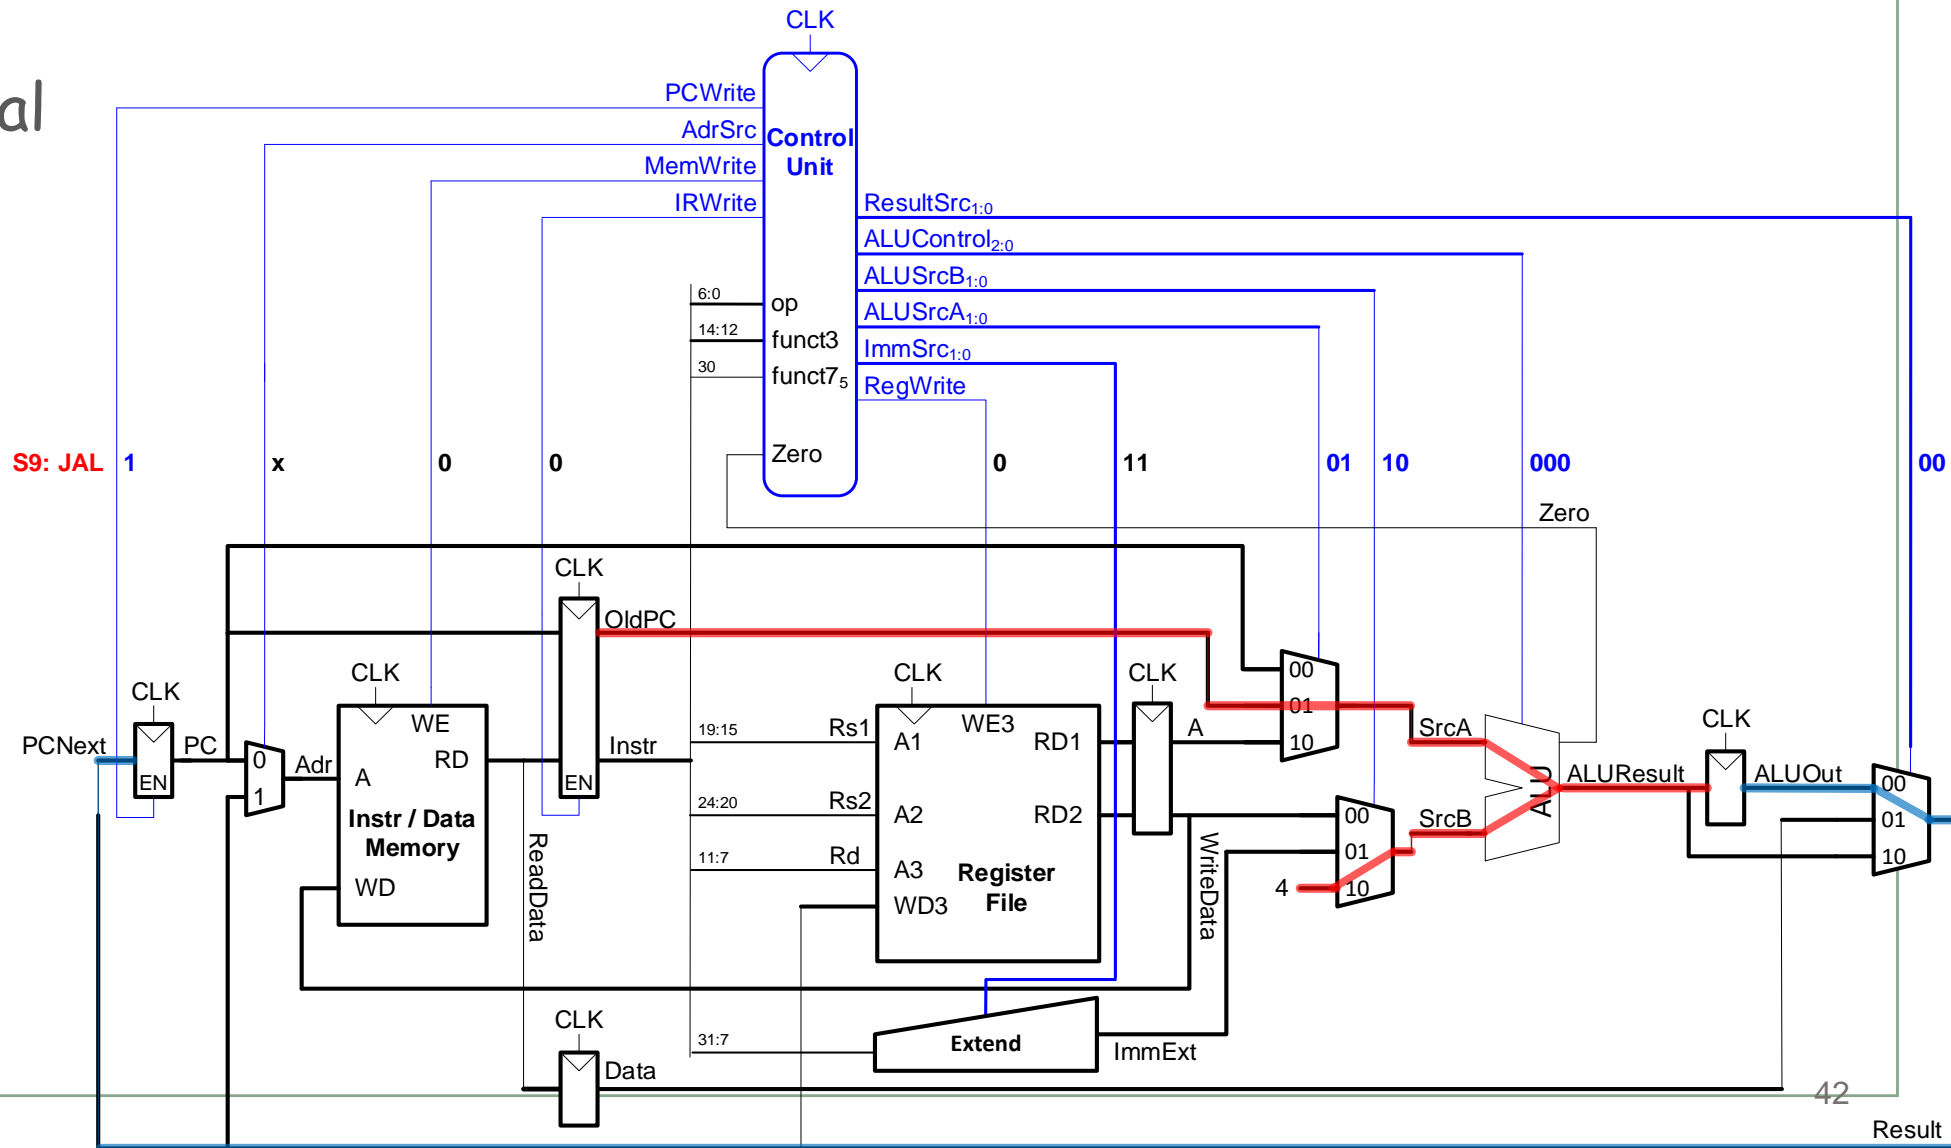 CLK
al
PCWrite
AdrSrc
MemWrite
IRWrite
Control
Unit
ResultSrc1:0
ALUControl2:0
ALUSrcB1:0
ALUSrcA1:0
ImmSrc1:0
RegWrite
6:0
op
14:12
funct3
30
funct75
Zero
S9: JAL 1 x 0 0 0 11 01 10 000 00
Zero
CLK
OldPC
CLK
CLK
CLK
CLK
CLK
PCNext
EN
PC
0
1
Adr
WE
RD
A
Instr / Data
Memory
WD
EN
Instr
ReadData
19:15
Rs1
24:20
Rs2
11:7
Rd
A1
A2
A3
WD3
WE3
RD1
RD2
Register
File
A
WriteData
00
01
10
00
01
10
4
SrcA
SrcB
ALU
ALUResult
ALUOut
00
01
10
CLK
Data
31:7
Extend
ImmExt
42
Result